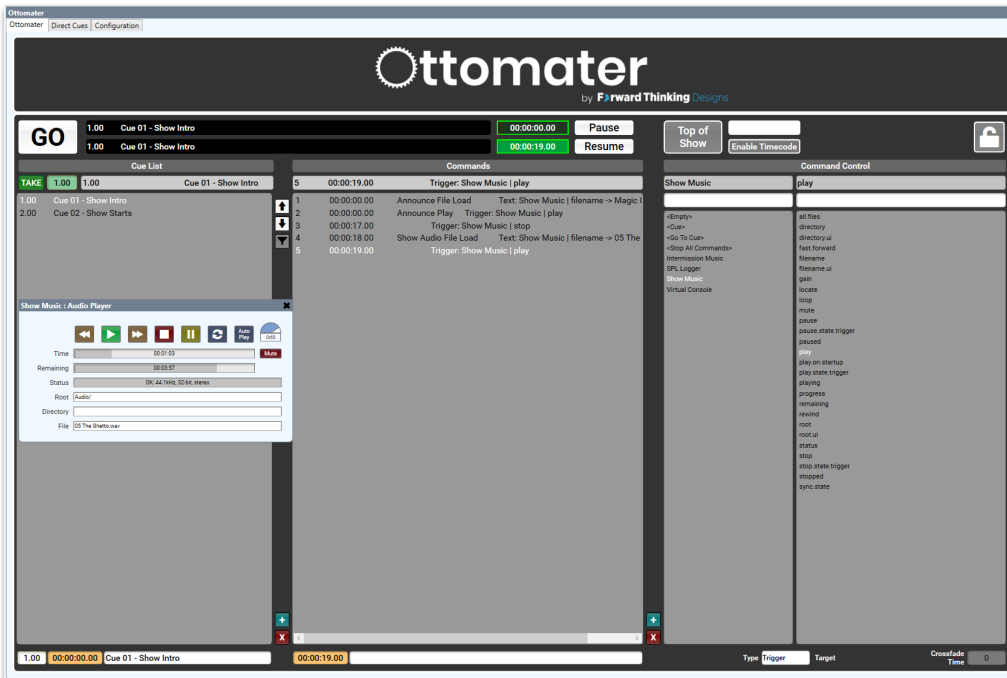 Ottomater
Ottomater Direct Cues Configuration
Ottomater
by Forward Thinking Designs
GO 1.00 Cue 01 - Show Intro 00:00:00.00 Pause
1.00 Cue 01 - Show Intro 00:00:19.00 Resume
Top of Show Enable Timecode
Cue List
TAKE 1.00 1.00 Cue 01 - Show Intro
1.00 Cue 01 - Show Intro
2.00 Cue 02 - Show Starts
Commands
5 00:00:19.00 Trigger: Show Music | play
1 00:00:00.00 Announce File Load Text: Show Music | filename -> Magic
2 00:00:00.00 Announce Play Trigger: Show Music | play
3 00:00:17.00 Trigger: Show Music | stop
4 00:00:18.00 Show Audio File Load Text: Show Music | filename -> 05 The
5 00:00:19.00 Trigger: Show Music | play
Command Control
Show Music play
<Empty>
<Cue>
<Go To Cue>
<Stop All Commands>
Intermission Music
SPL Logger
Show Music
Virtual Console
all.files
directory
directory.ui
fast.forward
filename
filename.ui
gain
locate
loop
mute
pause
pause.state.trigger
paused
play
play.on.startup
play.state.trigger
playing
progress
remaining
rewind
root
root.ui
status
stop
stop.state.trigger
stopped
sync.state
Show Music : Audio Player X
Auto Play 0dB
Time 00:01:03 Mute
Remaining 00:03:57
Status OK: 44.1kHz, 32-bit, stereo
Root Audio/
Directory
File 05 The Ghetto.wav
+
X
+
X
1.00 00:00:00.00 Cue 01 - Show Intro
00:00:19.00
Type Trigger Target Crossfade Time 0